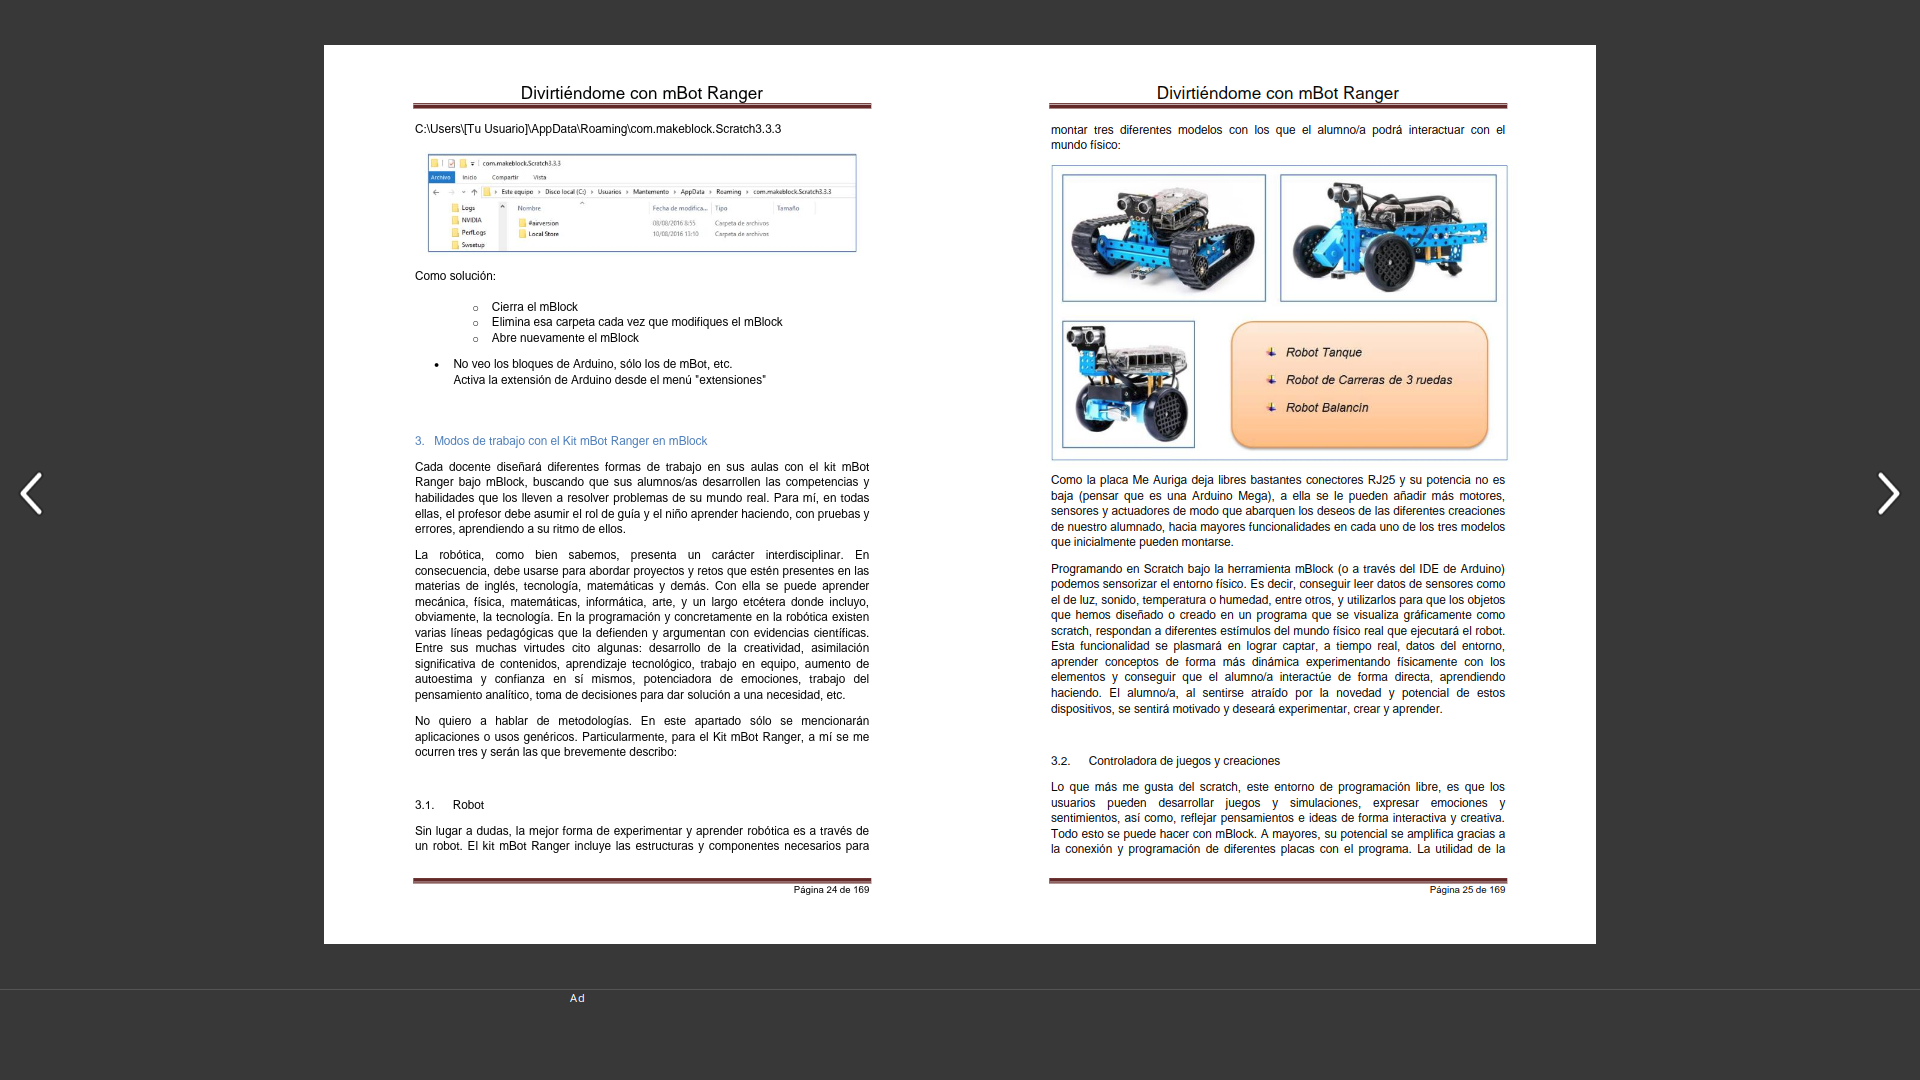 Divirtiéndome con mBot Ranger
C:\Users\[Tu Usuario]\AppData\Roaming\com.makeblock.Scratch3.3.3
com.makeblock.Scratch3.3.3
Archivo Inicio Compartir Vista
Este equipo › Disco local (C:) › Usuarios › Mantemento › AppData › Roaming › com.makeblock.Scratch3.3.3
Nombre Fecha de modifica... Tipo Tamaño
Logs
NVIDIA
PerfLogs
Swsetup
#airversion 08/08/2016 8:55 Carpeta de archivos
Local Store 10/08/2016 13:10 Carpeta de archivos
Como solución:
o Cierra el mBlock
o Elimina esa carpeta cada vez que modifiques el mBlock
o Abre nuevamente el mBlock
• No veo los bloques de Arduino, sólo los de mBot, etc.
Activa la extensión de Arduino desde el menú "extensiones"
3. Modos de trabajo con el Kit mBot Ranger en mBlock
Cada docente diseñará diferentes formas de trabajo en sus aulas con el kit mBot
Ranger bajo mBlock, buscando que sus alumnos/as desarrollen las competencias y
habilidades que los lleven a resolver problemas de su mundo real. Para mí, en todas
ellas, el profesor debe asumir el rol de guía y el niño aprender haciendo, con pruebas y
errores, aprendiendo a su ritmo de ellos.
La robótica, como bien sabemos, presenta un carácter interdisciplinar. En
consecuencia, debe usarse para abordar proyectos y retos que estén presentes en las
materias de inglés, tecnología, matemáticas y demás. Con ella se puede aprender
mecánica, física, matemáticas, informática, arte, y un largo etcétera donde incluyo,
obviamente, la tecnología. En la programación y concretamente en la robótica existen
varias líneas pedagógicas que la defienden y argumentan con evidencias científicas.
Entre sus muchas virtudes cito algunas: desarrollo de la creatividad, asimilación
significativa de contenidos, aprendizaje tecnológico, trabajo en equipo, aumento de
autoestima y confianza en sí mismos, potenciadora de emociones, trabajo del
pensamiento analítico, toma de decisiones para dar solución a una necesidad, etc.
No quiero a hablar de metodologías. En este apartado sólo se mencionarán
aplicaciones o usos genéricos. Particularmente, para el Kit mBot Ranger, a mí se me
ocurren tres y serán las que brevemente describo:
3.1. Robot
Sin lugar a dudas, la mejor forma de experimentar y aprender robótica es a través de
un robot. El kit mBot Ranger incluye las estructuras y componentes necesarios para
Página 24 de 169
Divirtiéndome con mBot Ranger
montar tres diferentes modelos con los que el alumno/a podrá interactuar con el
mundo físico:
Robot Tanque
Robot de Carreras de 3 ruedas
Robot Balancín
Como la placa Me Auriga deja libres bastantes conectores RJ25 y su potencia no es
baja (pensar que es una Arduino Mega), a ella se le pueden añadir más motores,
sensores y actuadores de modo que abarquen los deseos de las diferentes creaciones
de nuestro alumnado, hacia mayores funcionalidades en cada uno de los tres modelos
que inicialmente pueden montarse.
Programando en Scratch bajo la herramienta mBlock (o a través del IDE de Arduino)
podemos sensorizar el entorno físico. Es decir, conseguir leer datos de sensores como
el de luz, sonido, temperatura o humedad, entre otros, y utilizarlos para que los objetos
que hemos diseñado o creado en un programa que se visualiza gráficamente como
scratch, respondan a diferentes estímulos del mundo físico real que ejecutará el robot.
Esta funcionalidad se plasmará en lograr captar, a tiempo real, datos del entorno,
aprender conceptos de forma más dinámica experimentando físicamente con los
elementos y conseguir que el alumno/a interactúe de forma directa, aprendiendo
haciendo. El alumno/a, al sentirse atraído por la novedad y potencial de estos
dispositivos, se sentirá motivado y deseará experimentar, crear y aprender.
3.2. Controladora de juegos y creaciones
Lo que más me gusta del scratch, este entorno de programación libre, es que los
usuarios pueden desarrollar juegos y simulaciones, expresar emociones y
sentimientos, así como, reflejar pensamientos e ideas de forma interactiva y creativa.
Todo esto se puede hacer con mBlock. A mayores, su potencial se amplifica gracias a
la conexión y programación de diferentes placas con el programa. La utilidad de la
Página 25 de 169
Ad